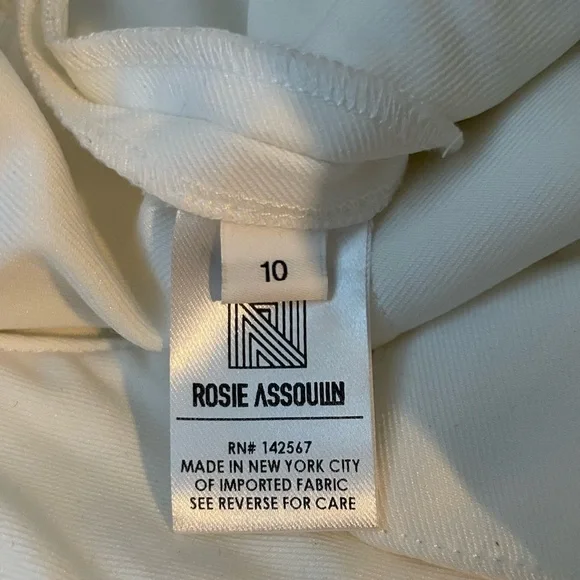 10
ROSIE ASSOULIN
RN# 142567
MADE IN NEW YORK CITY
OF IMPORTED FABRIC
SEE REVERSE FOR CARE